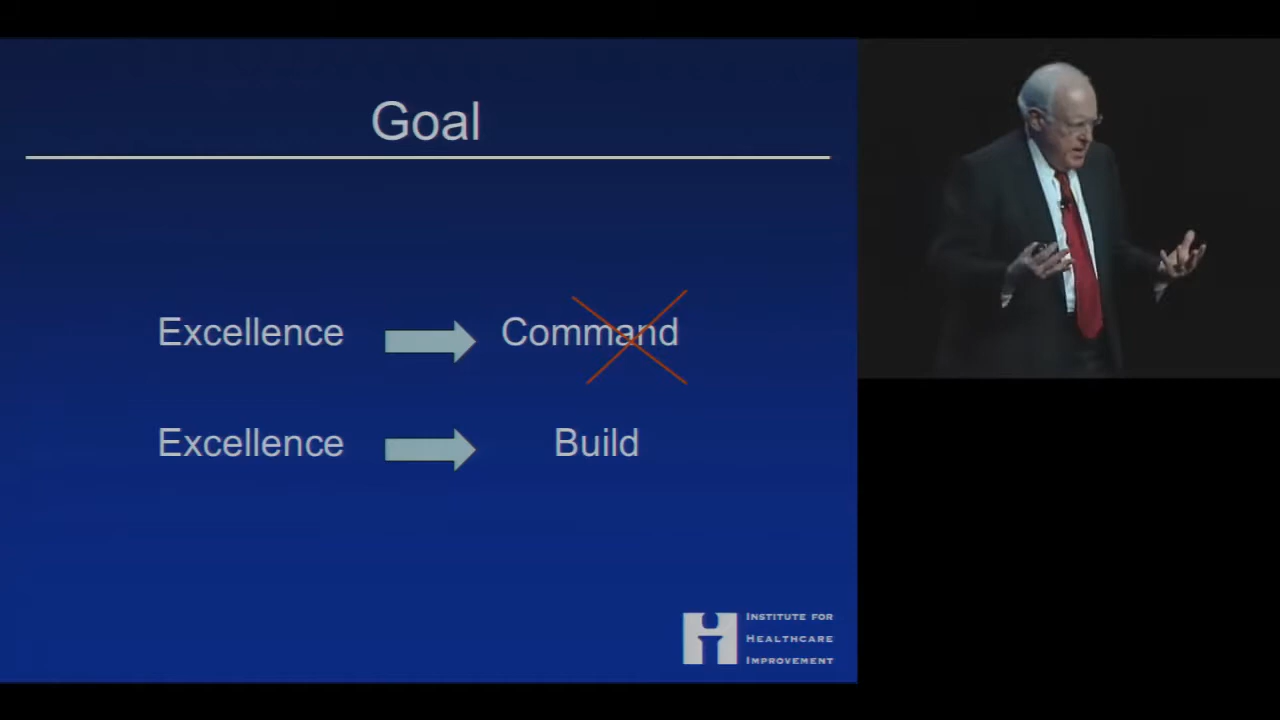 Goal
Excellence Command
Excellence Build
INSTITUTE FOR
HEALTHCARE
IMPROVEMENT